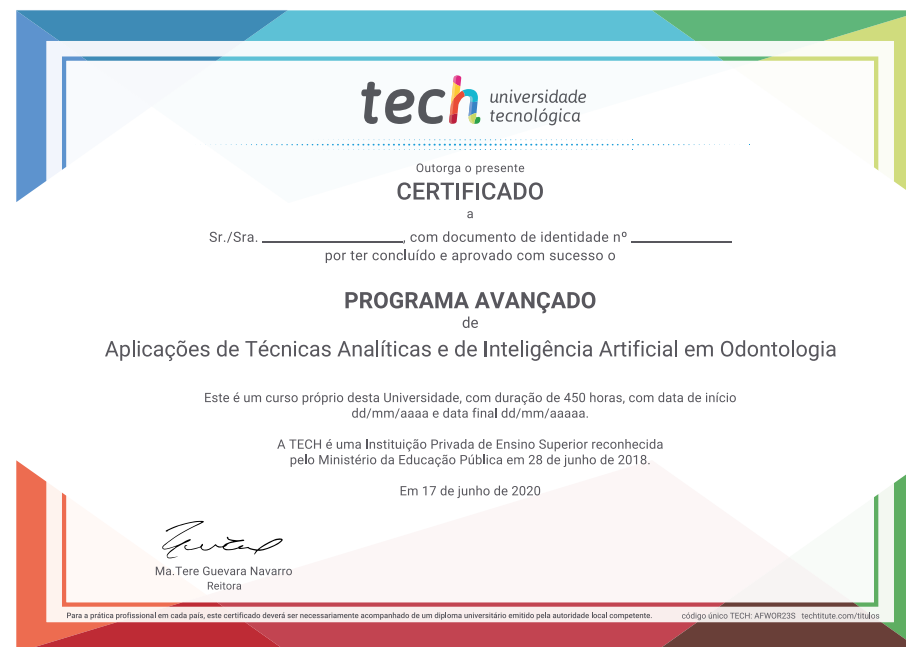 tech universidade
tecnológica
Outorga o presente
CERTIFICADO
a
Sr./Sra. ____________________, com documento de identidade nº ______________
por ter concluído e aprovado com sucesso o
PROGRAMA AVANÇADO
de
Aplicações de Técnicas Analíticas e de Inteligência Artificial em Odontologia
Este é um curso próprio desta Universidade, com duração de 450 horas, com data de início
dd/mm/aaaa e data final dd/mm/aaaaa.
A TECH é uma Instituição Privada de Ensino Superior reconhecida
pelo Ministério da Educação Pública em 28 de junho de 2018.
Em 17 de junho de 2020
Ma.Tere Guevara Navarro
Reitora
Para a prática profissional em cada país, este certificado deverá ser necessariamente acompanhado de um diploma universitário emitido pela autoridade local competente. código único TECH: AFWOR23S techtitute.com/titulos